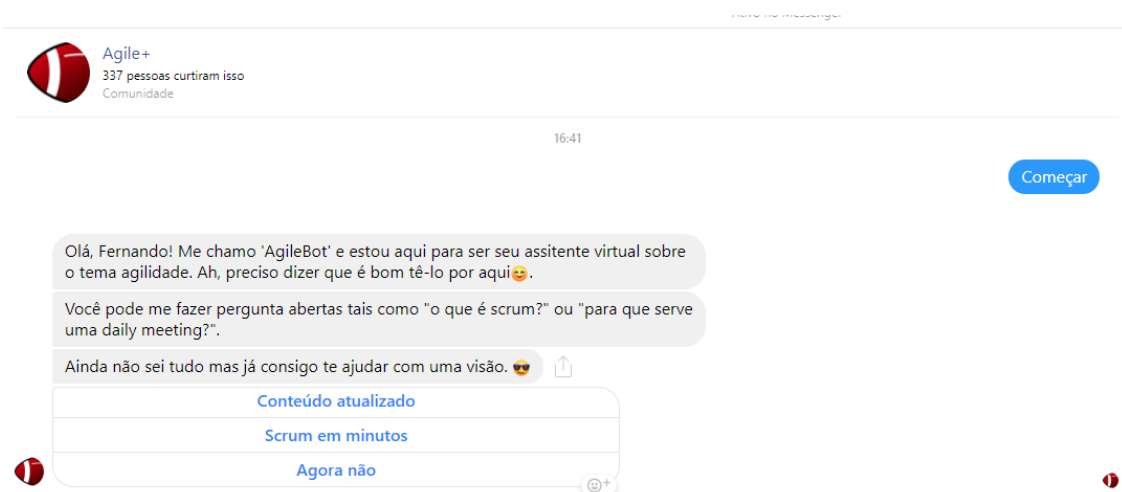 Agile+
337 pessoas curtiram isso
Comunidade
16:41
Começar
Olá, Fernando! Me chamo 'AgileBot' e estou aqui para ser seu assitente virtual sobre
o tema agilidade. Ah, preciso dizer que é bom tê-lo por aqui😊.
Você pode me fazer pergunta abertas tais como "o que é scrum?" ou "para que serve
uma daily meeting?".
Ainda não sei tudo mas já consigo te ajudar com uma visão. 😎
Conteúdo atualizado
Scrum em minutos
Agora não